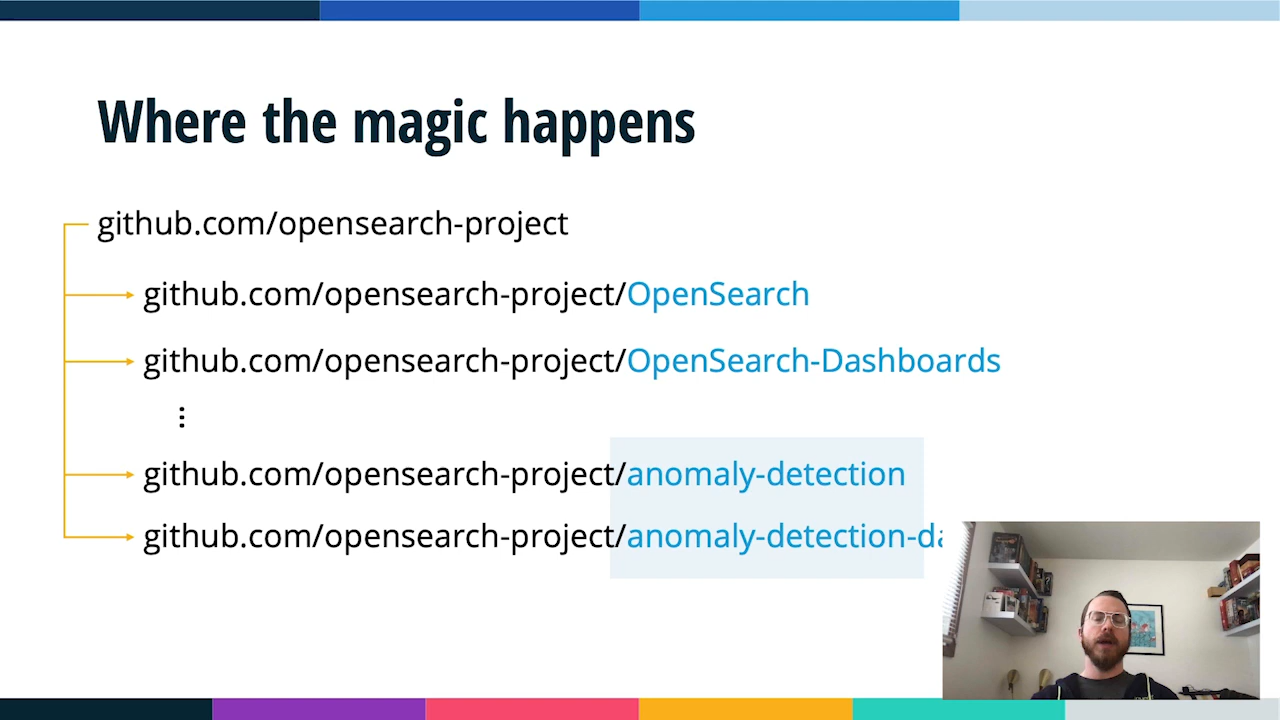 Where the magic happens
github.com/opensearch-project
github.com/opensearch-project/OpenSearch
github.com/opensearch-project/OpenSearch-Dashboards
github.com/opensearch-project/anomaly-detection
github.com/opensearch-project/anomaly-detection-da